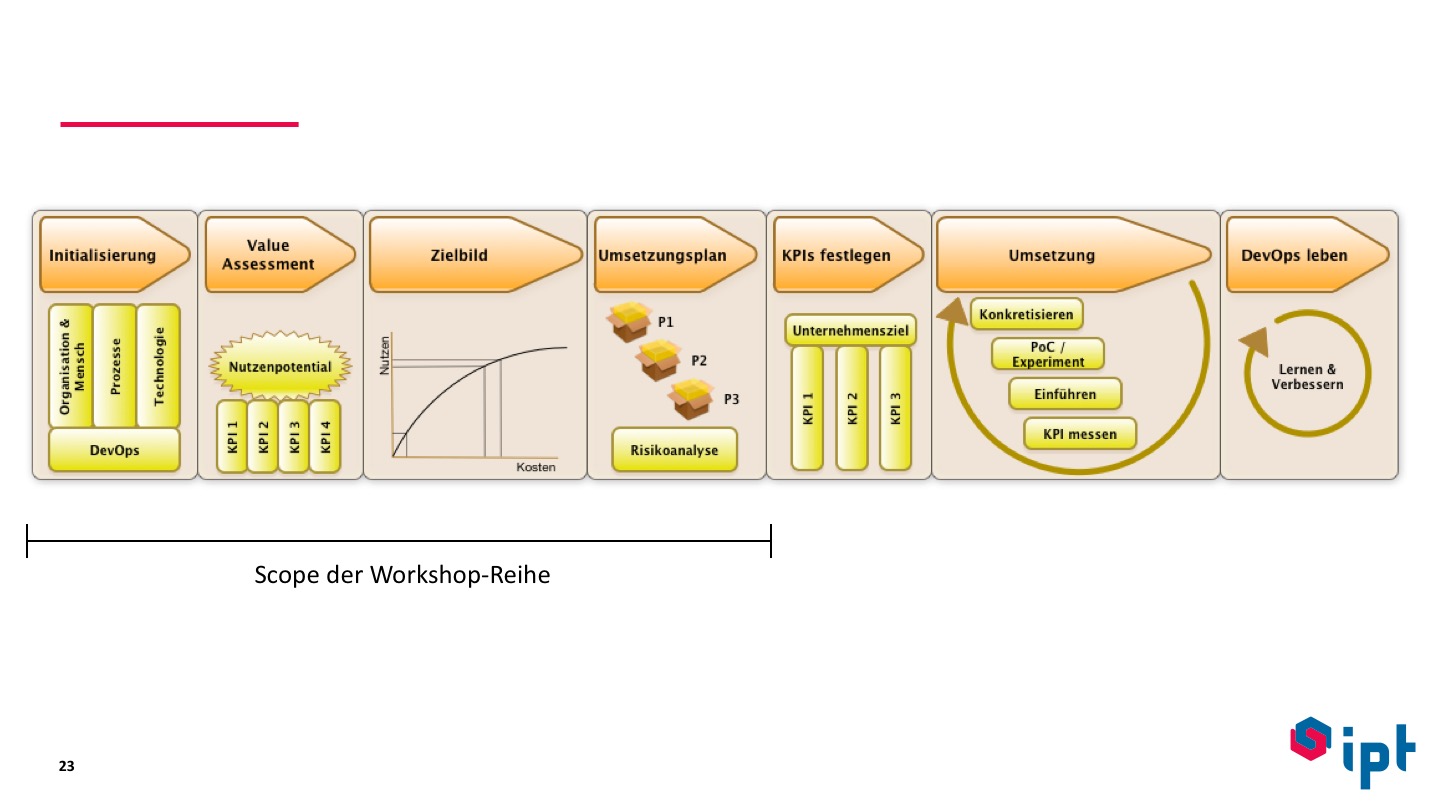 Initialisierung
Value
Assessment
Zielbild
Umsetzungsplan
KPIs festlegen
Umsetzung
DevOps leben
Organisation &
Mensch
Prozesse
Technologie
DevOps
Nutzenpotential
KPI 1
KPI 2
KPI 3
KPI 4
Nutzen
Kosten
P1
P2
P3
Risikoanalyse
Unternehmensziel
KPI 1
KPI 2
KPI 3
Konkretisieren
PoC /
Experiment
Einführen
KPI messen
Lernen &
Verbessern
Scope der Workshop-Reihe
23
ipt